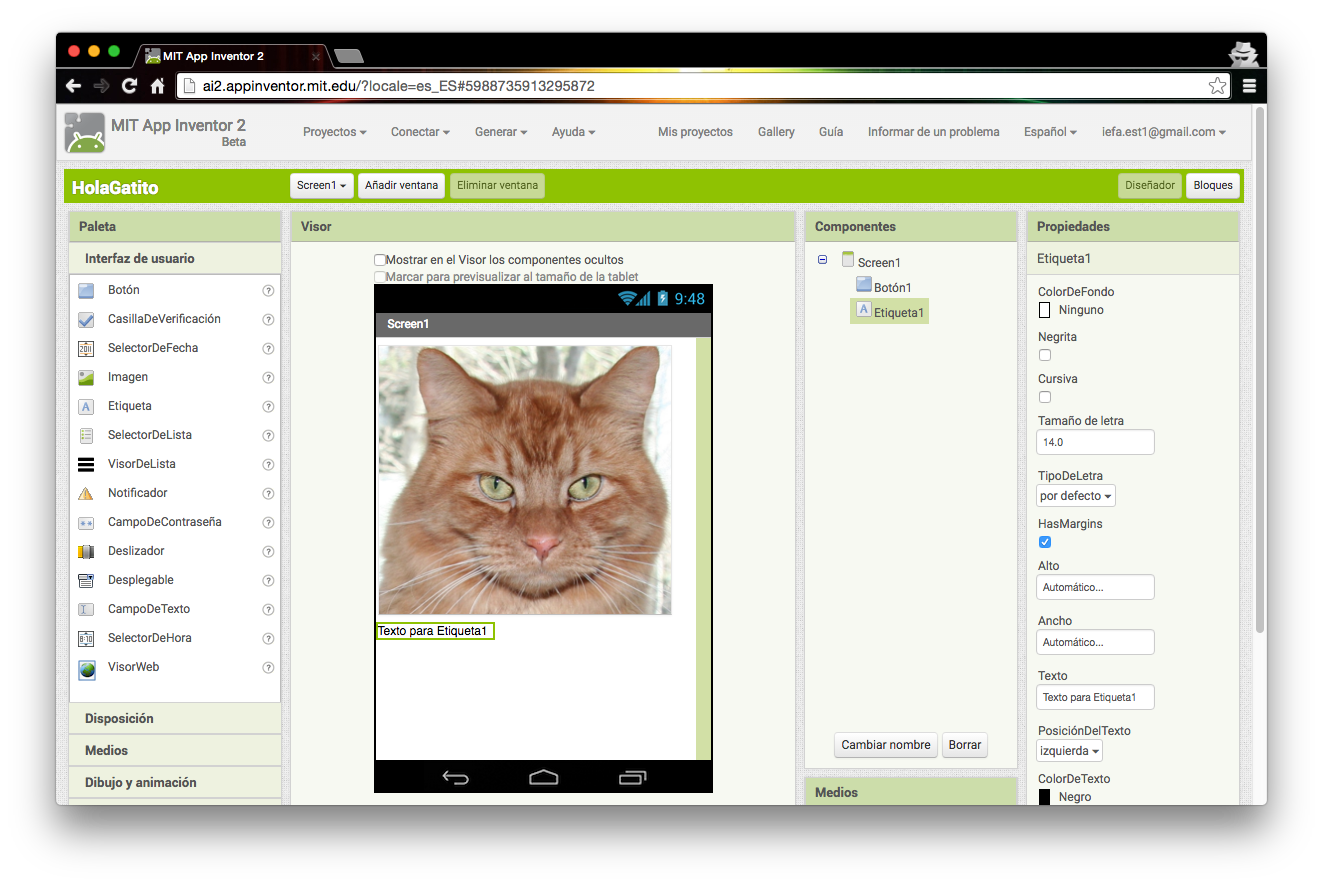 MIT App Inventor 2
ai2.appinventor.mit.edu/?locale=es_ES#5988735913295872
MIT App Inventor 2
Beta
Proyectos
Conectar
Generar
Ayuda
Mis proyectos
Gallery
Guía
Informar de un problema
Español
iefa.est1@gmail.com
HolaGatito
Screen1
Añadir ventana
Eliminar ventana
Diseñador
Bloques
Paleta
Interfaz de usuario
Botón
?
CasillaDeVerificación
?
SelectorDeFecha
?
Imagen
?
A
Etiqueta
?
SelectorDeLista
?
VisorDeLista
?
Notificador
?
CampoDeContraseña
?
Deslizador
?
Desplegable
?
CampoDeTexto
?
SelectorDeHora
?
VisorWeb
?
Disposición
Medios
Dibujo y animación
Visor
Mostrar en el Visor los componentes ocultos
Marcar para previsualizar al tamaño de la tablet
9:48
Screen1
Texto para Etiqueta1
Componentes
Screen1
Botón1
A
Etiqueta1
Cambiar nombre
Borrar
Medios
Propiedades
Etiqueta1
ColorDeFondo
Ninguno
Negrita
Cursiva
Tamaño de letra
14.0
TipoDeLetra
por defecto
HasMargins
Alto
Automático...
Ancho
Automático...
Texto
Texto para Etiqueta1
PosiciónDelTexto
izquierda
ColorDeTexto
Negro